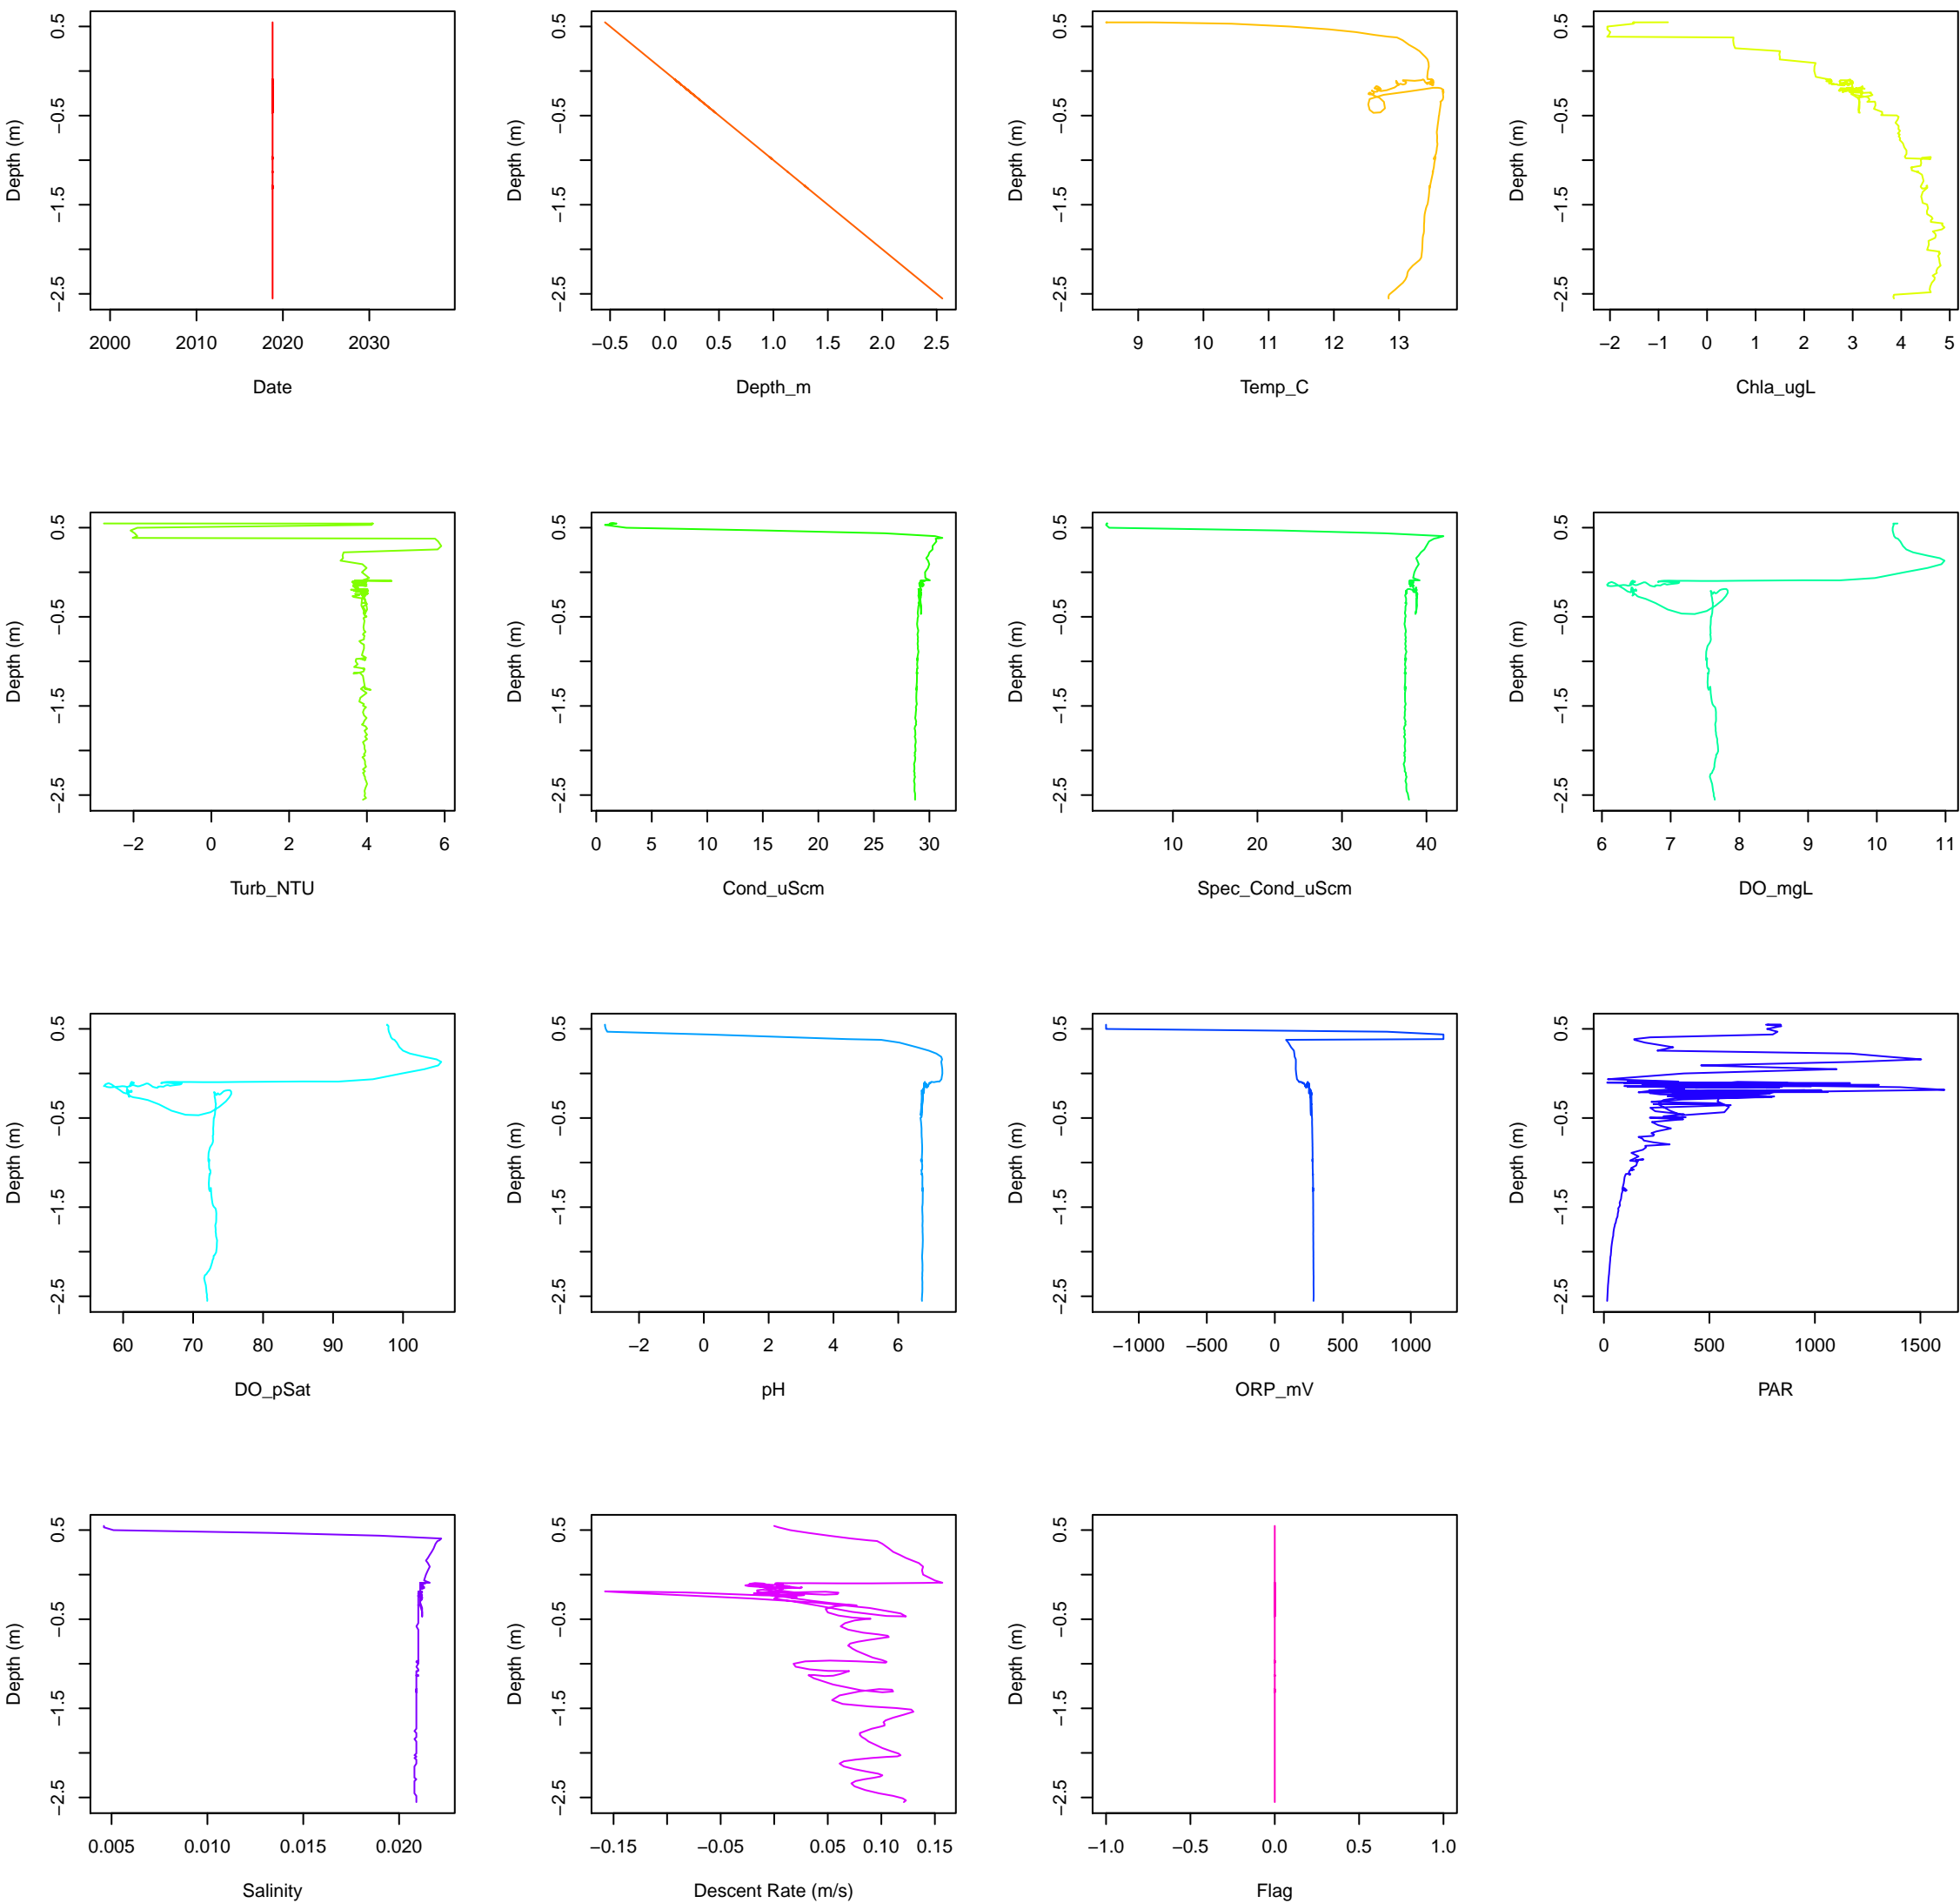 Depth (m)
0.5
−0.5
−1.5
−2.5
2000 2010 2020 2030
Date
Depth (m)
0.5
−0.5
−1.5
−2.5
−0.5 0.0 0.5 1.0 1.5 2.0 2.5
Depth_m
Depth (m)
0.5
−0.5
−1.5
−2.5
9 10 11 12 13
Temp_C
Depth (m)
0.5
−0.5
−1.5
−2.5
−2 −1 0 1 2 3 4 5
Chla_ugL
Depth (m)
0.5
−0.5
−1.5
−2.5
−2 0 2 4 6
Turb_NTU
Depth (m)
0.5
−0.5
−1.5
−2.5
0 5 10 15 20 25 30
Cond_uScm
Depth (m)
0.5
−0.5
−1.5
−2.5
10 20 30 40
Spec_Cond_uScm
Depth (m)
0.5
−0.5
−1.5
−2.5
6 7 8 9 10 11
DO_mgL
Depth (m)
0.5
−0.5
−1.5
−2.5
60 70 80 90 100
DO_pSat
Depth (m)
0.5
−0.5
−1.5
−2.5
−2 0 2 4 6
pH
Depth (m)
0.5
−0.5
−1.5
−2.5
−1000 −500 0 500 1000
ORP_mV
Depth (m)
0.5
−0.5
−1.5
−2.5
0 500 1000 1500
PAR
Depth (m)
0.5
−0.5
−1.5
−2.5
0.005 0.010 0.015 0.020
Salinity
Depth (m)
0.5
−0.5
−1.5
−2.5
−0.15 −0.05 0.05 0.10 0.15
Descent Rate (m/s)
Depth (m)
0.5
−0.5
−1.5
−2.5
−1.0 −0.5 0.0 0.5 1.0
Flag